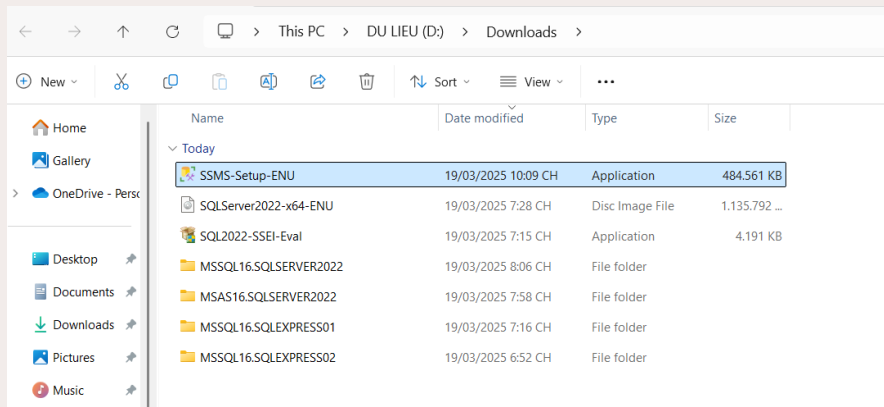 This PC > DU LIEU (D:) > Downloads >
New Sort View ...
Name Date modified Type Size
Home
Gallery
OneDrive - Perso
Desktop
Documents
Downloads
Pictures
Music
Today
SSMS-Setup-ENU 19/03/2025 10:09 CH Application 484.561 KB
SQLServer2022-x64-ENU 19/03/2025 7:28 CH Disc Image File 1.135.792 ...
SQL2022-SSEI-Eval 19/03/2025 7:15 CH Application 4.191 KB
MSSQL16.SQLSERVER2022 19/03/2025 8:06 CH File folder
MSAS16.SQLSERVER2022 19/03/2025 7:58 CH File folder
MSSQL16.SQLEXPRESS01 19/03/2025 7:16 CH File folder
MSSQL16.SQLEXPRESS02 19/03/2025 6:52 CH File folder